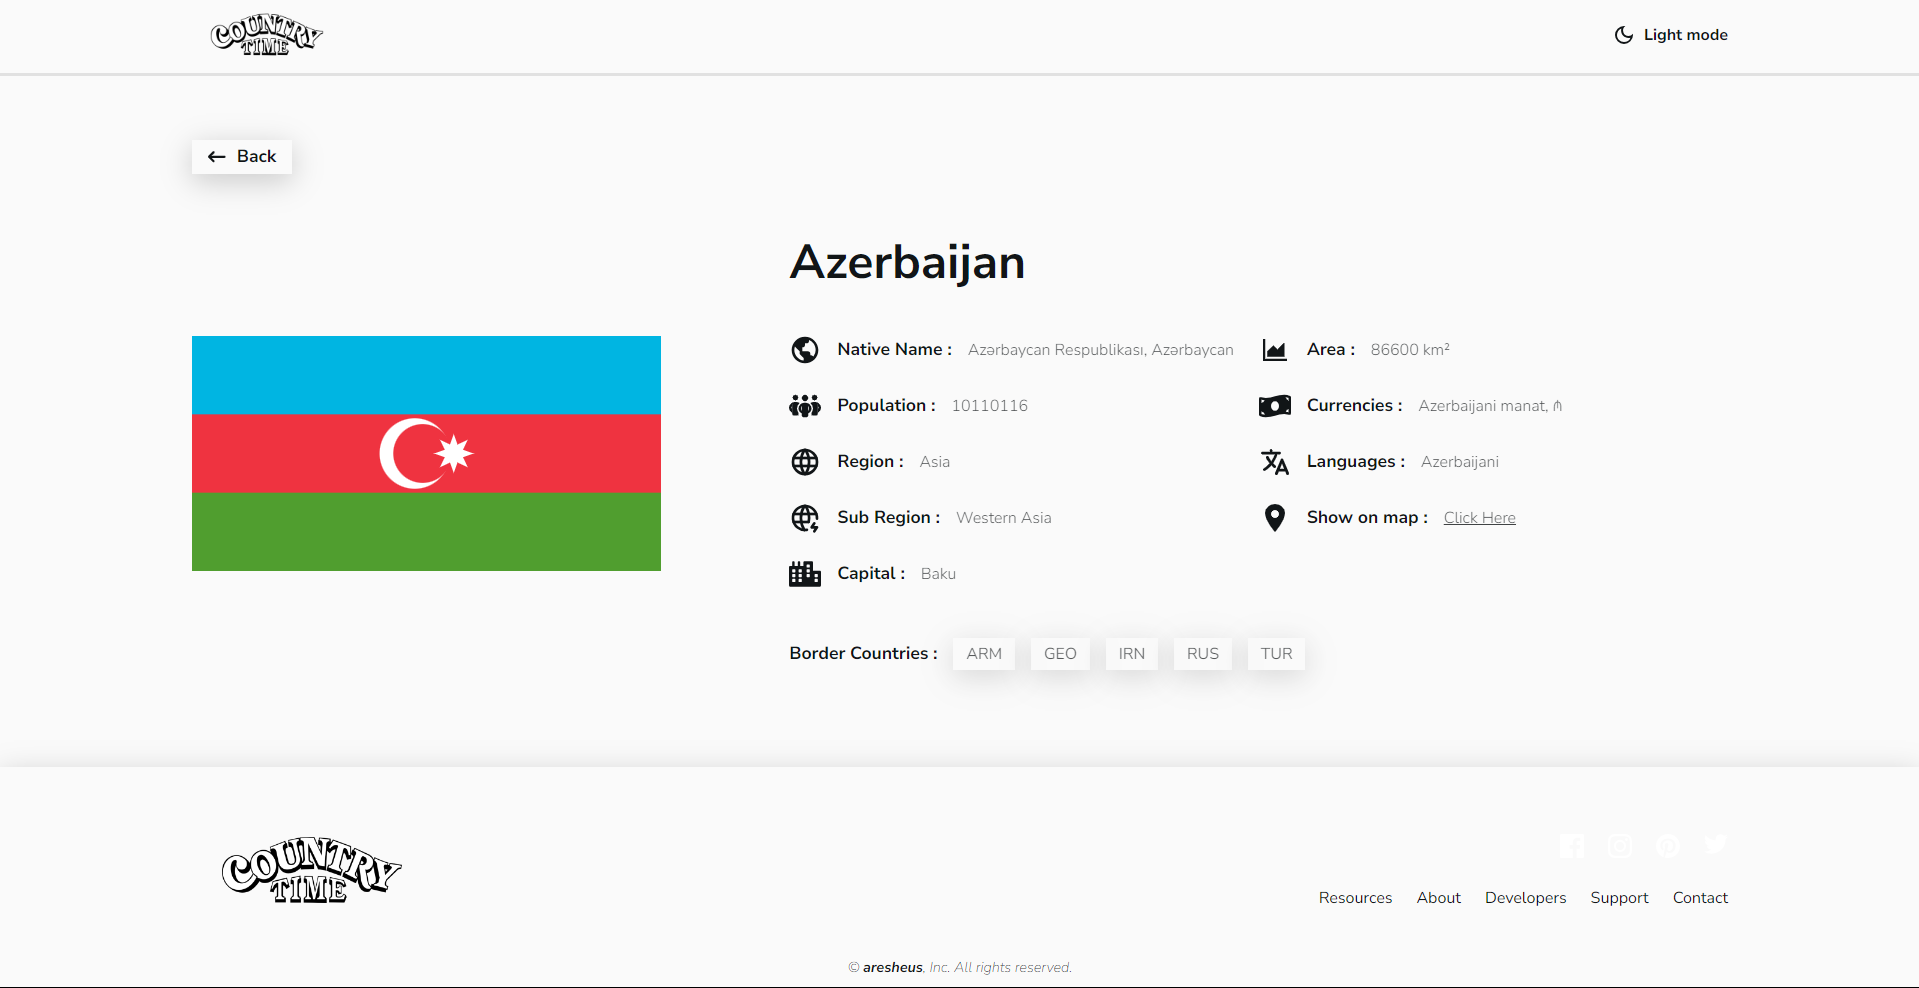 COUNTRY
TIME
Light mode
Back
Azerbaijan
Native Name : Azərbaycan Respublikası, Azərbaycan
Area : 86600 km²
Population : 10110116
Currencies : Azerbaijani manat, ₼
Region : Asia
Languages : Azerbaijani
Sub Region : Western Asia
Show on map : Click Here
Capital : Baku
Border Countries : ARM GEO IRN RUS TUR
COUNTRY
TIME
Resources About Developers Support Contact
© aresheus, Inc. All rights reserved.